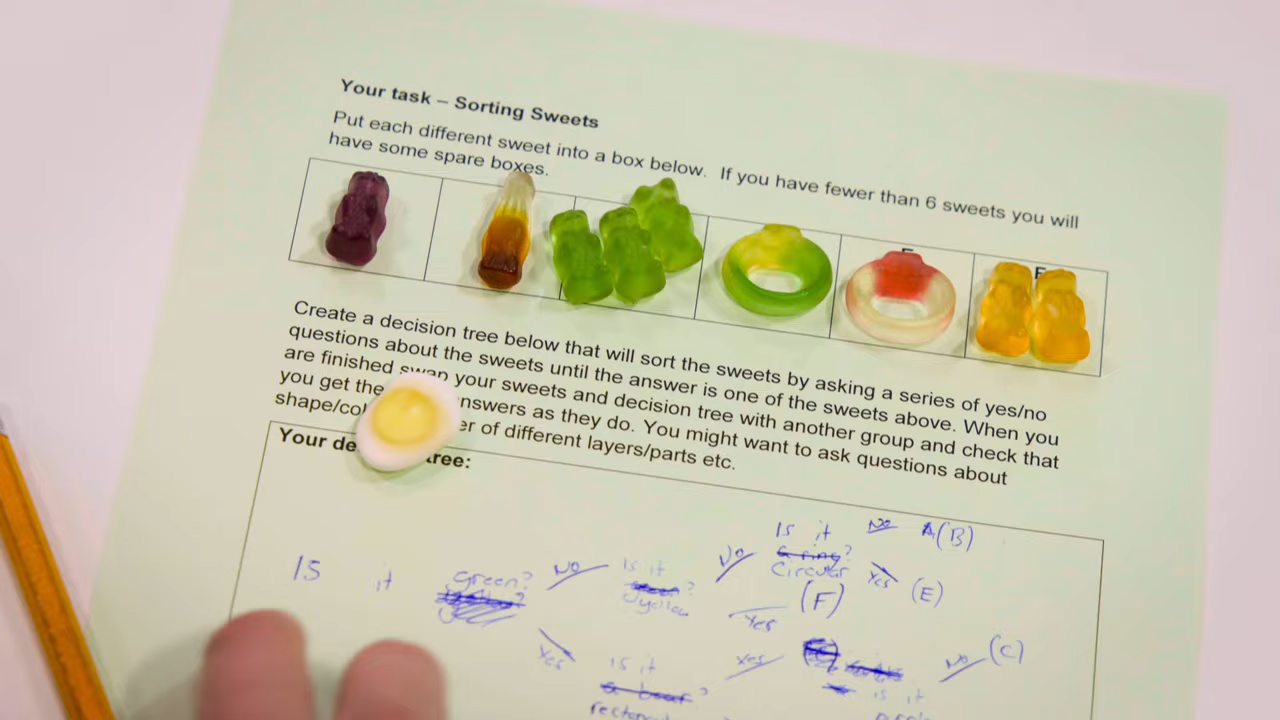 Your task – Sorting Sweets
Put each different sweet into a box below. If you have fewer than 6 sweets you will
have some spare boxes.
E F
Create a decision tree below that will sort the sweets by asking a series of yes/no
questions about the sweets until the answer is one of the sweets above. When you
are finished swap your sweets and decision tree with another group and check that
you get the nswers as they do. You might want to ask questions about
shape/col er of different layers/parts etc.
Your de tree:
Is it No (B)
a ring?
Circular Yes (E)
IS it green? No Is it ? No
yellow Yes (F)
Yes Is it Yes No (C)
a bear? is it
rectang